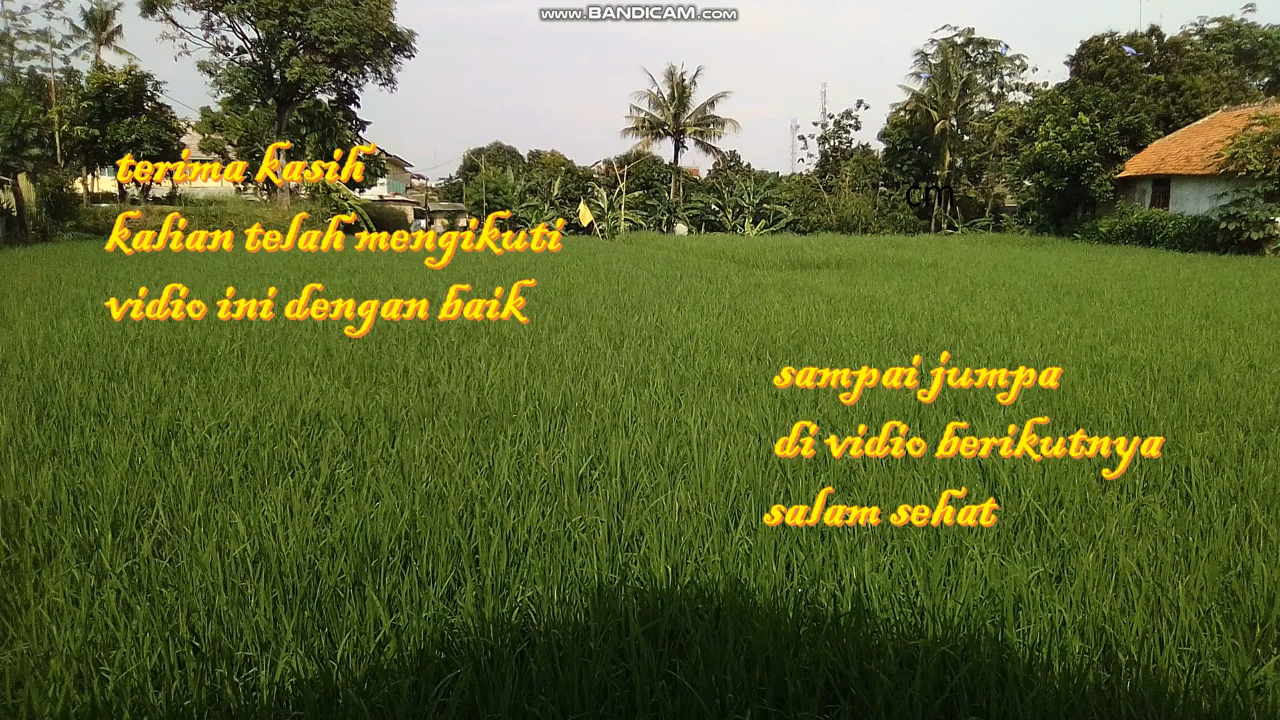 www.BANDICAM.com
terima kasih
kalian telah mengikuti
vidio ini dengan baik
cm
sampai jumpa
di vidio berikutnya
salam sehat